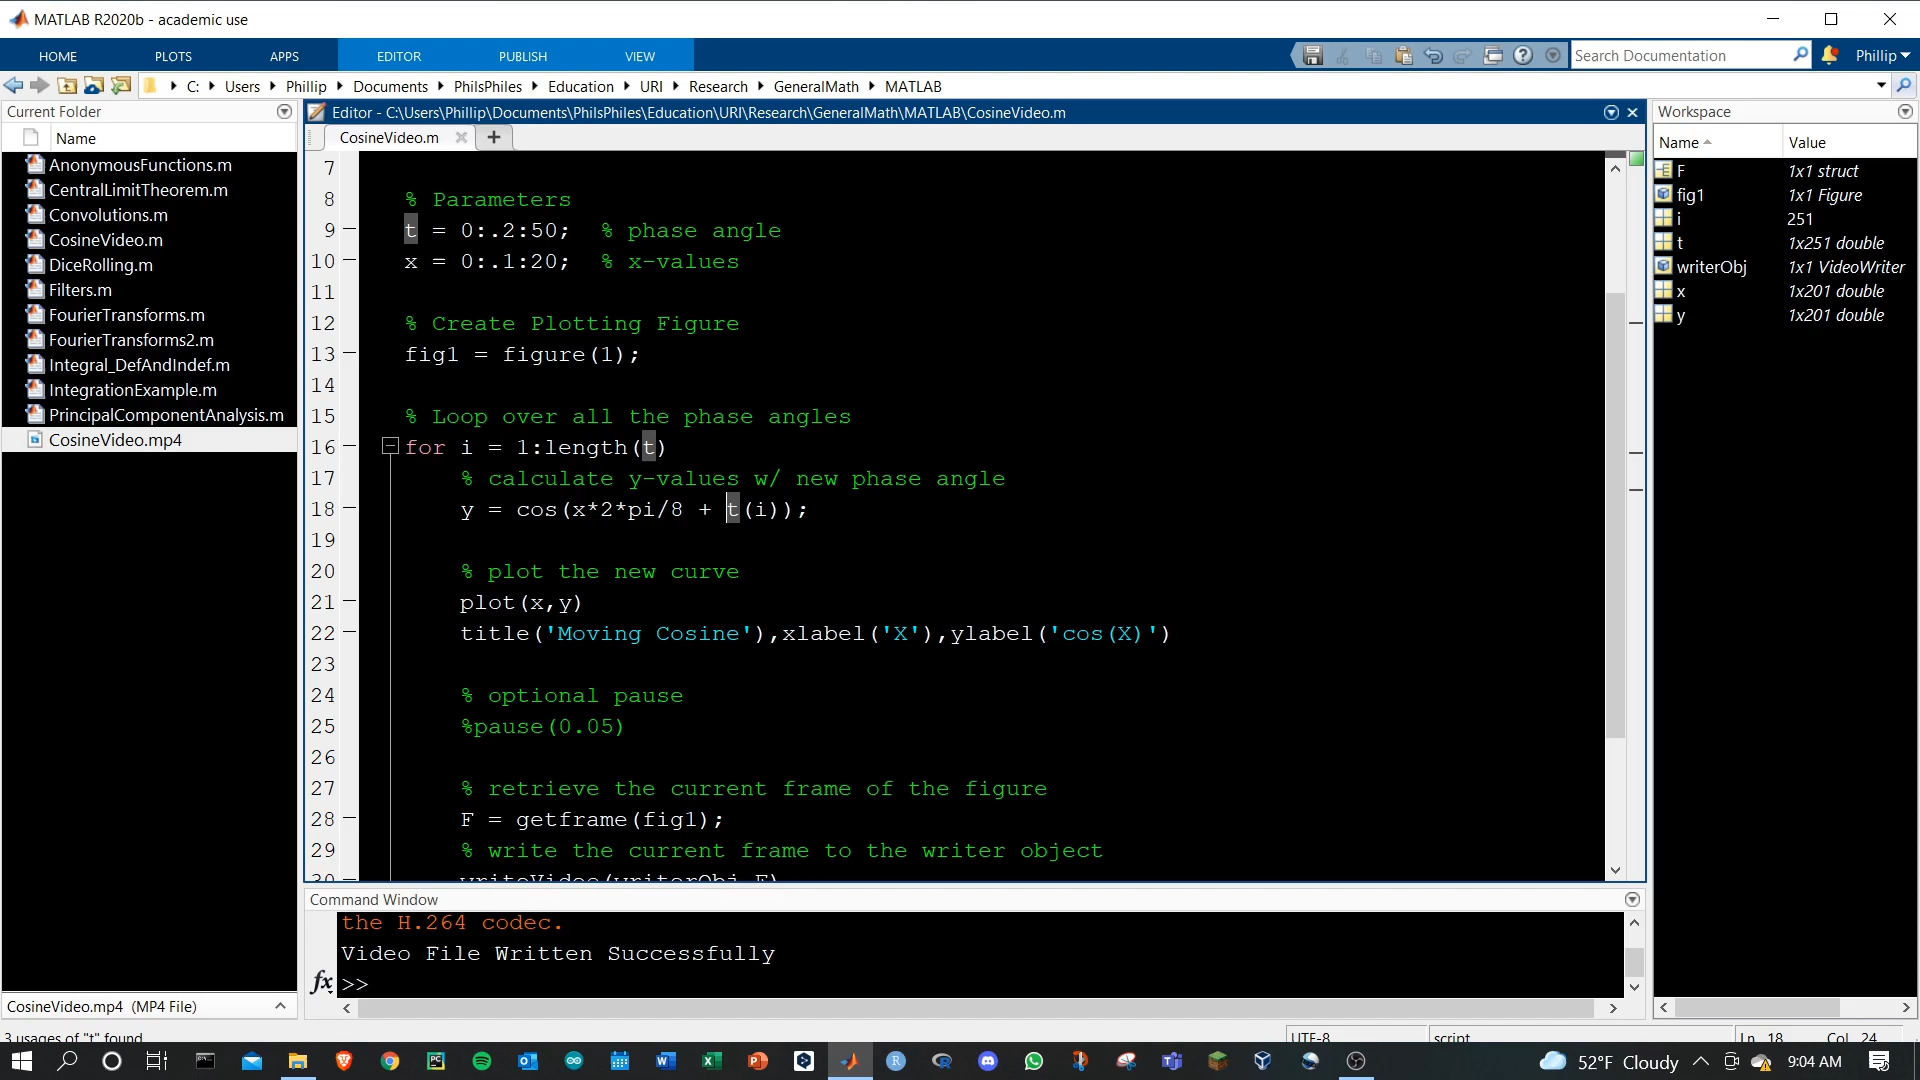 MATLAB R2020b - academic use
HOME PLOTS APPS EDITOR PUBLISH VIEW
Search Documentation
Phillip
C: Users Phillip Documents PhilsPhiles Education URI Research GeneralMath MATLAB
Current Folder
Name
AnonymousFunctions.m
CentralLimitTheorem.m
Convolutions.m
CosineVideo.m
DiceRolling.m
Filters.m
FourierTransforms.m
FourierTransforms2.m
Integral_DefAndIndef.m
IntegrationExample.m
PrincipalComponentAnalysis.m
CosineVideo.mp4
CosineVideo.mp4 (MP4 File)
Editor - C:\Users\Phillip\Documents\PhilsPhiles\Education\URI\Research\GeneralMath\MATLAB\CosineVideo.m
CosineVideo.m
7
8 % Parameters
9 t = 0:.2:50; % phase angle
10 x = 0:.1:20; % x-values
11
12 % Create Plotting Figure
13 fig1 = figure(1);
14
15 % Loop over all the phase angles
16 for i = 1:length(t)
17 % calculate y-values w/ new phase angle
18 y = cos(x*2*pi/8 + t(i));
19
20 % plot the new curve
21 plot(x,y)
22 title('Moving Cosine'),xlabel('X'),ylabel('cos(X)')
23
24 % optional pause
25 %pause(0.05)
26
27 % retrieve the current frame of the figure
28 F = getframe(fig1);
29 % write the current frame to the writer object
30 writeVideo(writerObj,F)
Command Window
the H.264 codec.
Video File Written Successfully
fx >>
Workspace
Name Value
F 1x1 struct
fig1 1x1 Figure
i 251
t 1x251 double
writerObj 1x1 VideoWriter
x 1x201 double
y 1x201 double
3 usages of "t" found
UTF-8 script Ln 18 Col 24
52°F Cloudy 9:04 AM